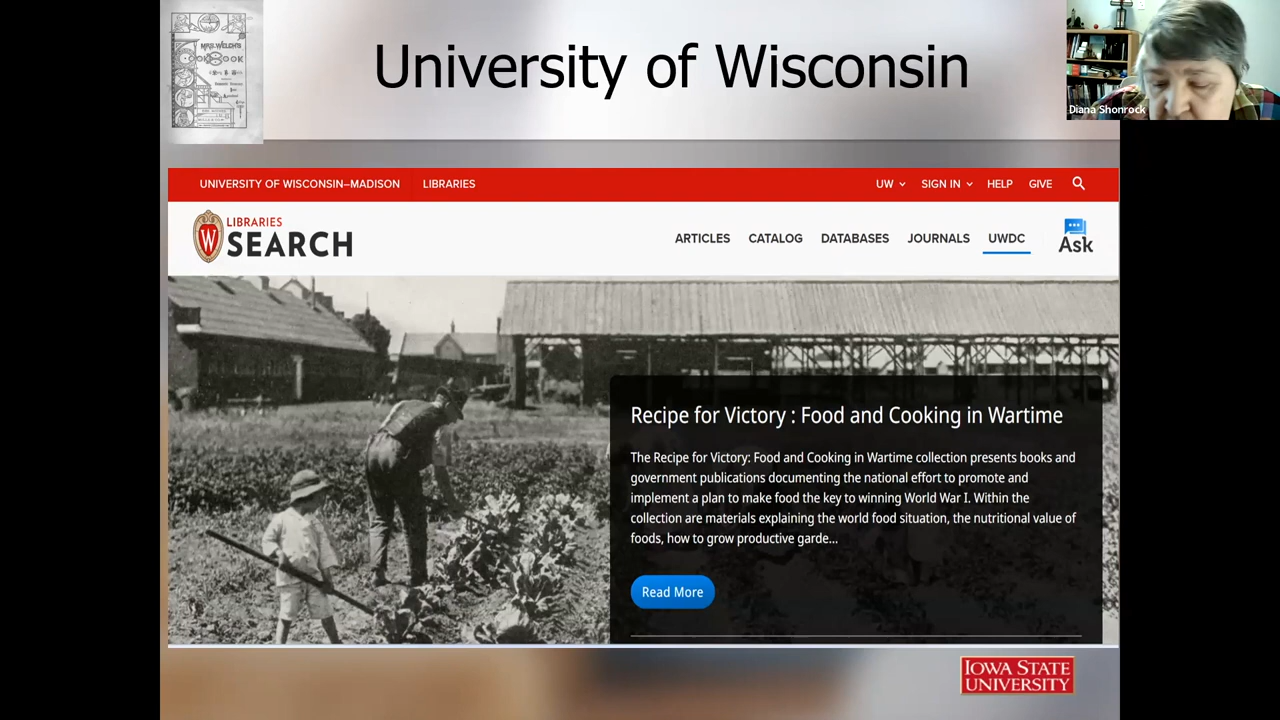 MRS. WELCH'S
COOK BOOK
University of Wisconsin
Diana Shonrock
UNIVERSITY OF WISCONSIN–MADISON LIBRARIES
UW SIGN IN HELP GIVE
LIBRARIES
W SEARCH
ARTICLES CATALOG DATABASES JOURNALS UWDC
Ask
Recipe for Victory : Food and Cooking in Wartime
The Recipe for Victory: Food and Cooking in Wartime collection presents books and
government publications documenting the national effort to promote and
implement a plan to make food the key to winning World War I. Within the
collection are materials explaining the world food situation, the nutritional value of
foods, how to grow productive garde...
Read More
IOWA STATE
UNIVERSITY